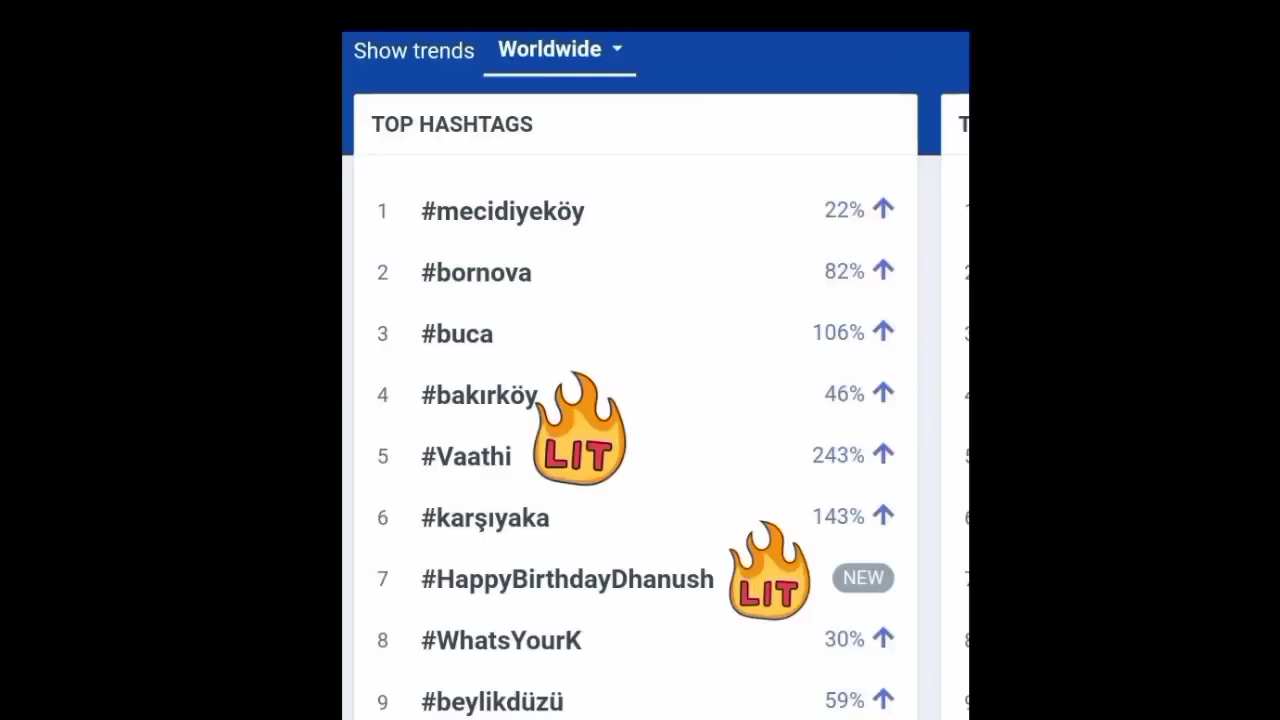 Show trends Worldwide
TOP HASHTAGS
1 #mecidiyeköy 22%
2 #bornova 82%
3 #buca 106%
4 #bakırköy 46%
5 #Vaathi LIT 243%
6 #karşıyaka 143%
7 #HappyBirthdayDhanush LIT NEW
8 #WhatsYourK 30%
9 #beylikdüzü 59%